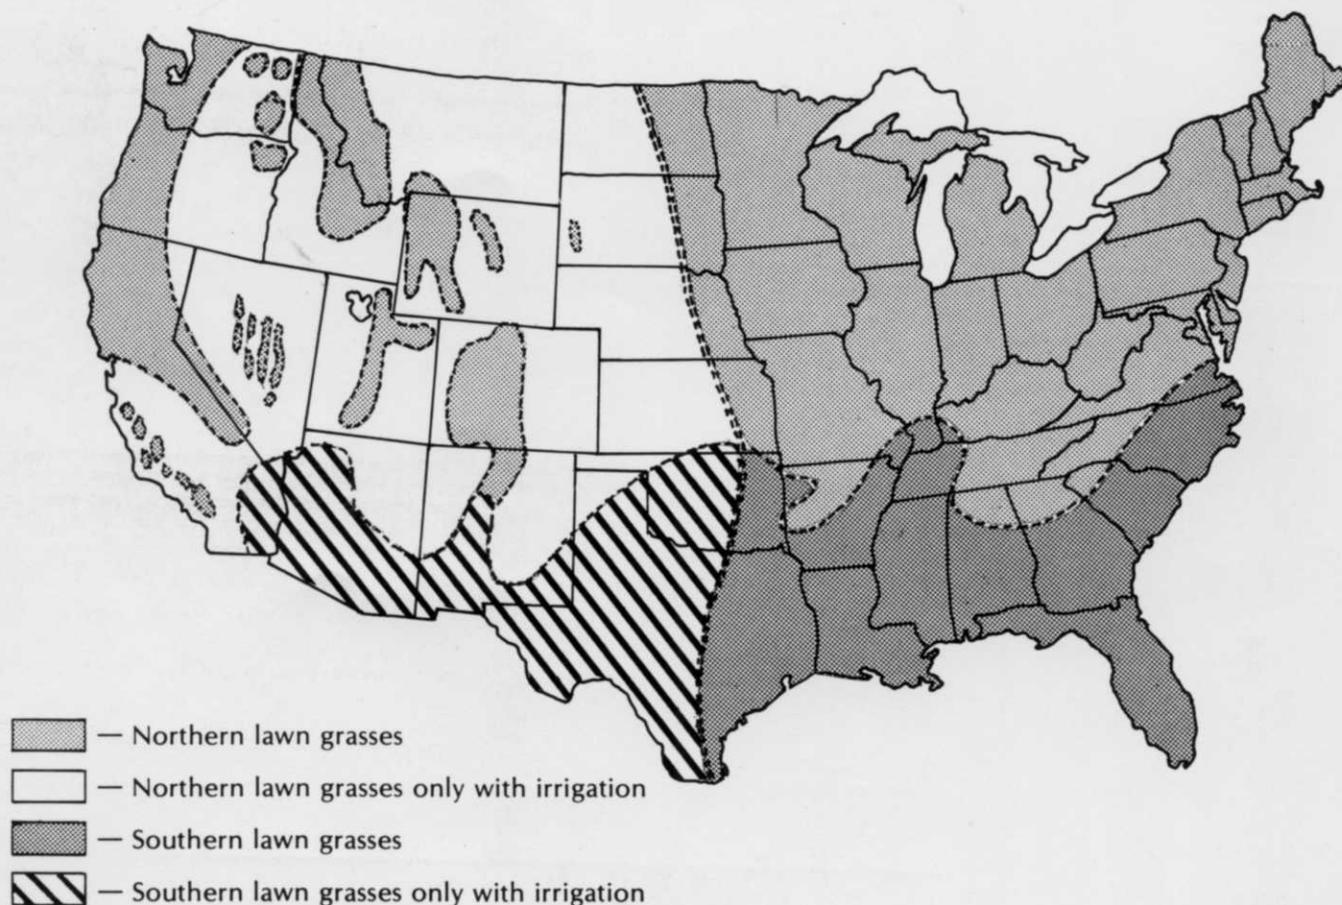 — Northern lawn grasses
— Northern lawn grasses only with irrigation
— Southern lawn grasses
— Southern lawn grasses only with irrigation